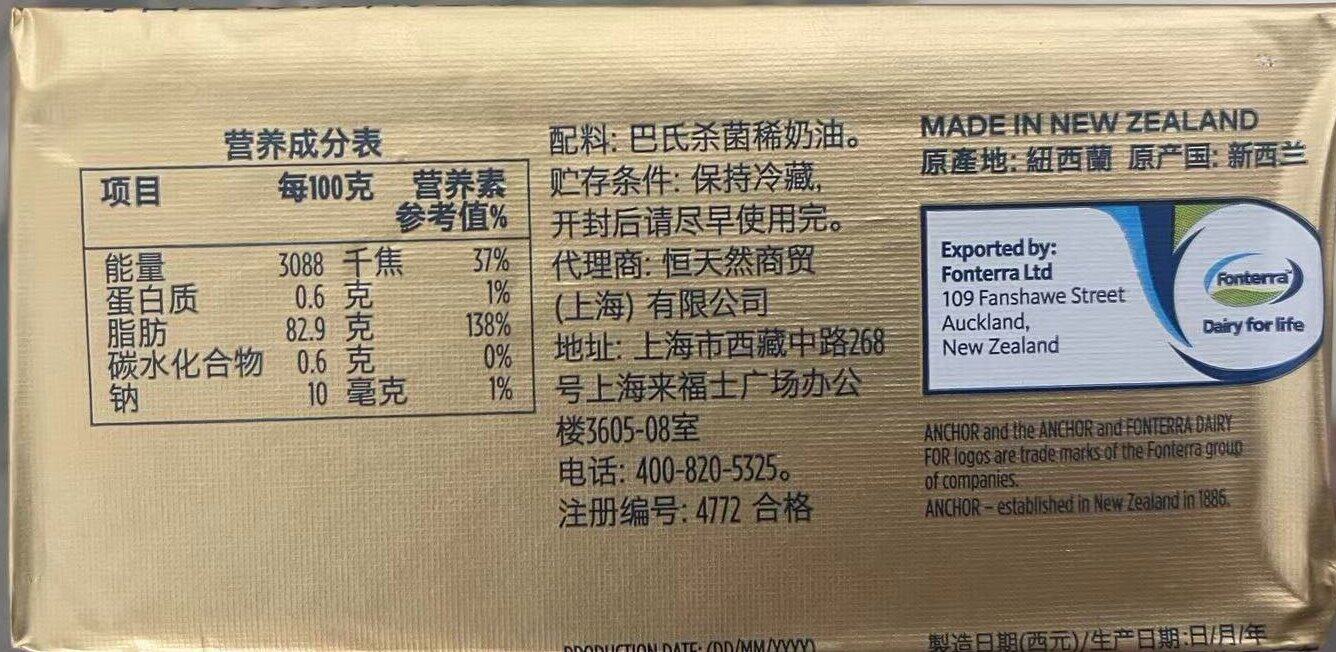 营养成分表
项目 每100克 营养素
参考值%
能量 3088 千焦 37%
蛋白质 0.6 克 1%
脂肪 82.9 克 138%
碳水化合物 0.6 克 0%
钠 10 毫克 1%
配料: 巴氏杀菌稀奶油。
贮存条件: 保持冷藏,
开封后请尽早使用完。
代理商: 恒天然商贸
(上海) 有限公司
地址: 上海市西藏中路268
号上海来福士广场办公
楼3605-08室
电话: 400-820-5325。
注册编号: 4772 合格
MADE IN NEW ZEALAND
原產地: 紐西蘭 原产国: 新西兰
Exported by:
Fonterra Ltd
109 Fanshawe Street
Auckland,
New Zealand
Fonterra™
Dairy for life
ANCHOR and the ANCHOR and FONTERRA DAIRY
FOR logos are trade marks of the Fonterra group
of companies.
ANCHOR – established in New Zealand in 1886.
PRODUCTION DATE: (DD/MM/YYYY)
製造日期(西元)/生产日期:日/月/年